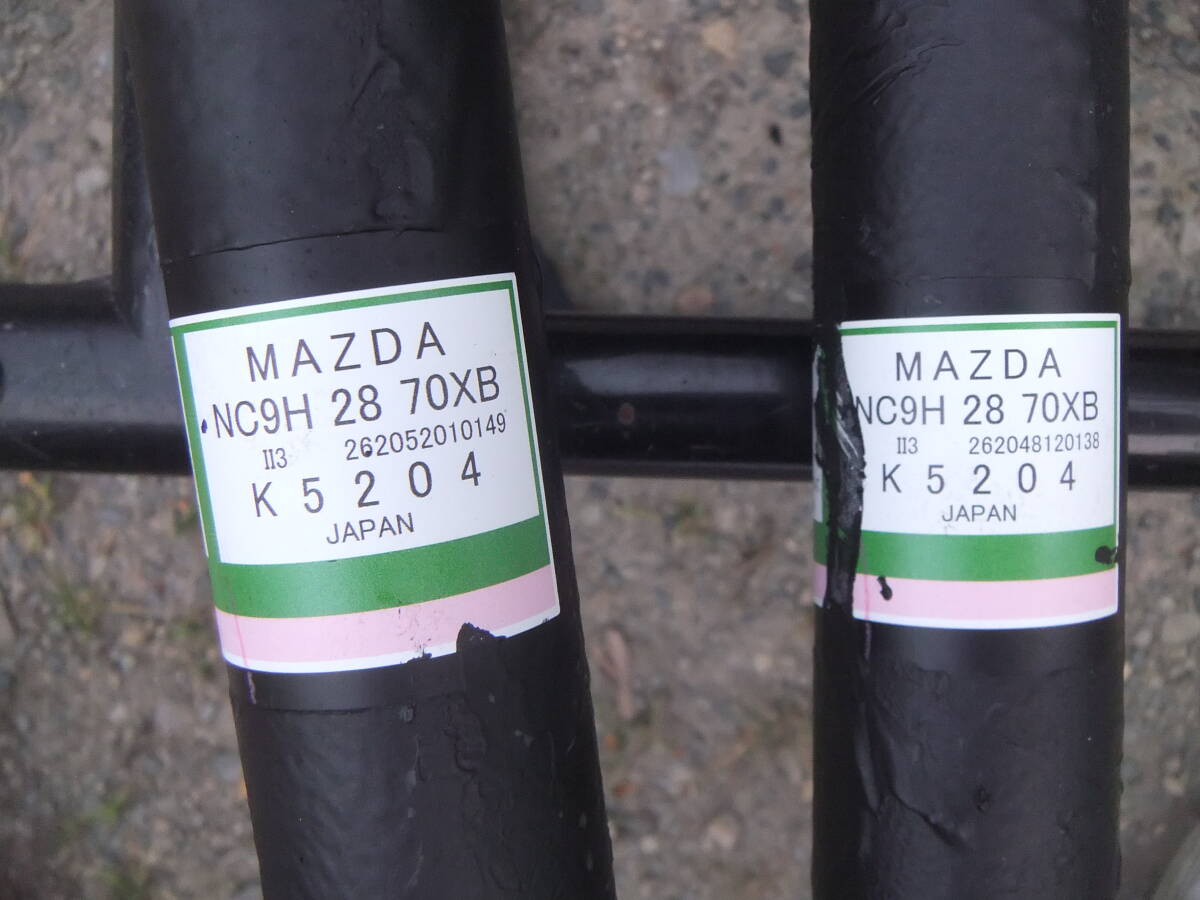 MAZDA
NC9H 28 70XB
II3 262052010149
K 5 2 0 4
JAPAN
MAZDA
NC9H 28 70XB
II3 262048120138
K 5 2 0 4
JAPAN